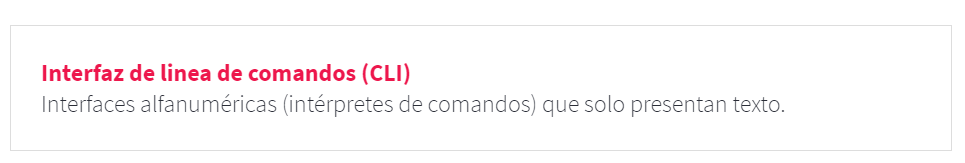 Interfaz de linea de comandos (CLI)
Interfaces alfanuméricas (intérpretes de comandos) que solo presentan texto.